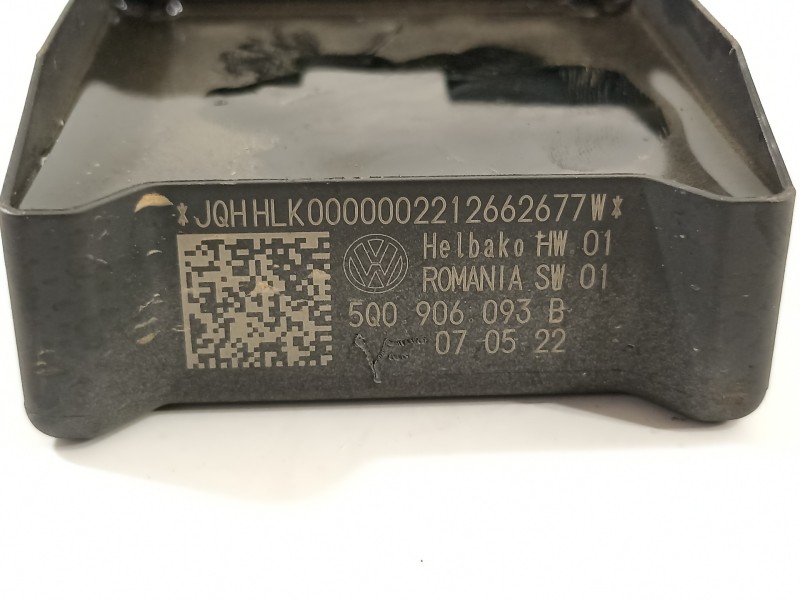 *JQHHLK0000002212662677W*
Helbako HW 01
ROMANIA SW 01
5Q0 906 093 B
07 05 22